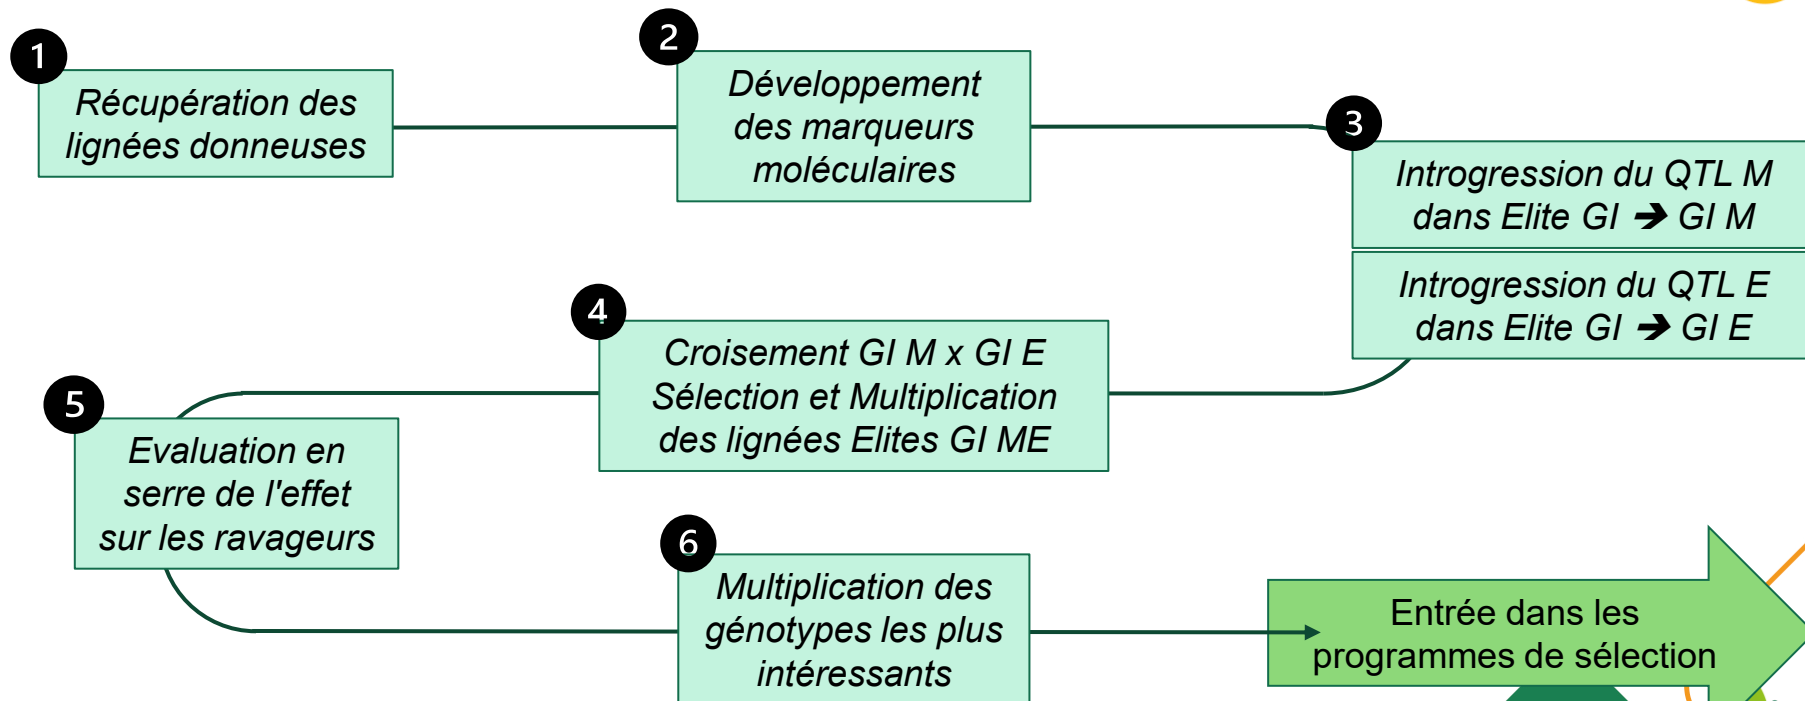 1
Récupération des
lignées donneuses
2
Développement
des marqueurs
moléculaires
3
Introgression du QTL M
dans Elite GI ➔ GI M
Introgression du QTL E
dans Elite GI ➔ GI E
4
Croisement GI M x GI E
Sélection et Multiplication
des lignées Elites GI ME
5
Evaluation en
serre de l'effet
sur les ravageurs
6
Multiplication des
génotypes les plus
intéressants
Entrée dans les
programmes de sélection